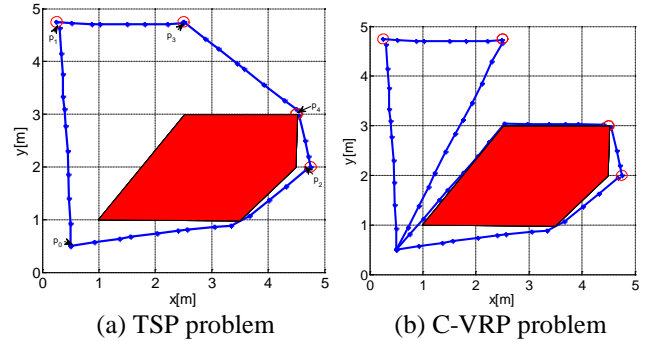 5
4
3
2
1
0
0 1 2 3 4 5
x[m]
y[m]
p1
p3
p4
p2
p0
(a) TSP problem
5
4
3
2
1
0
0 1 2 3 4 5
x[m]
y[m]
(b) C-VRP problem